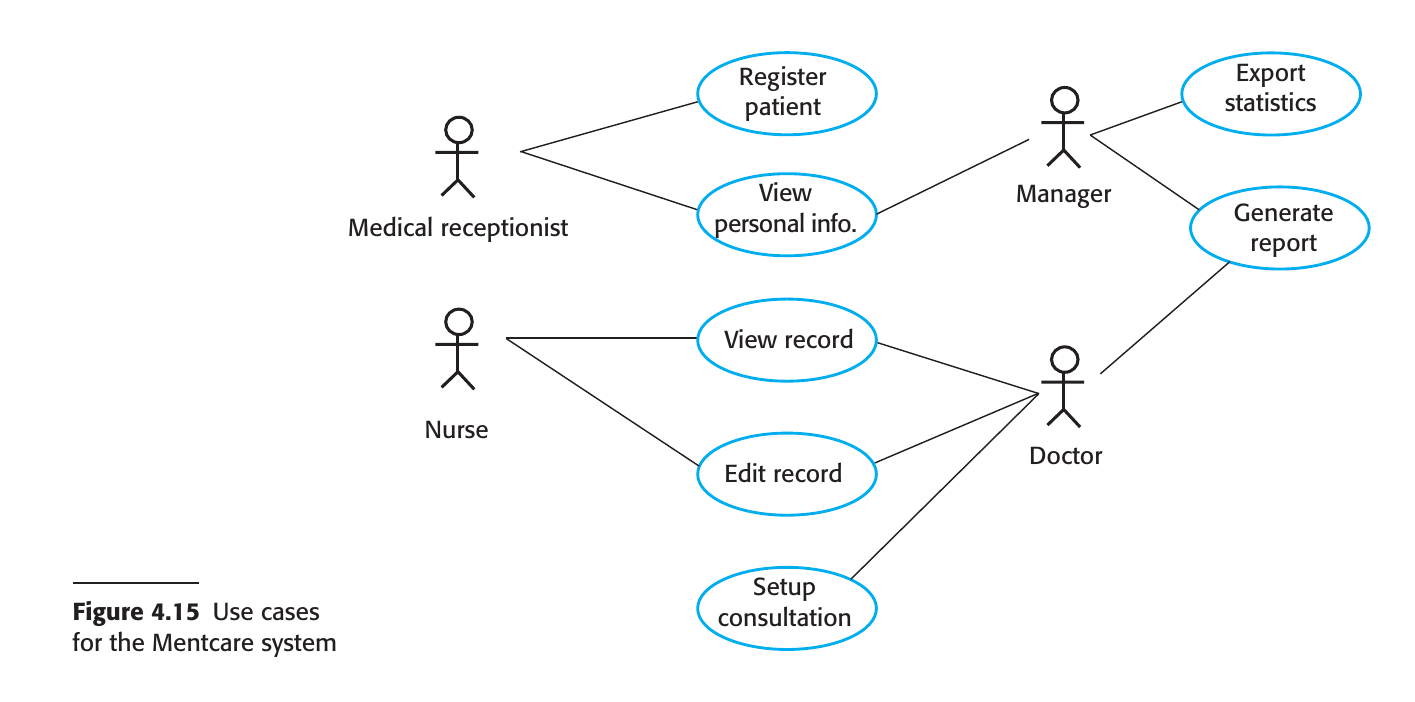 Register
patient
Export
statistics
View
personal info.
Manager
Medical receptionist
Generate
report
View record
Nurse
Edit record
Doctor
Setup
consultation
Figure 4.15 Use cases
for the Mentcare system